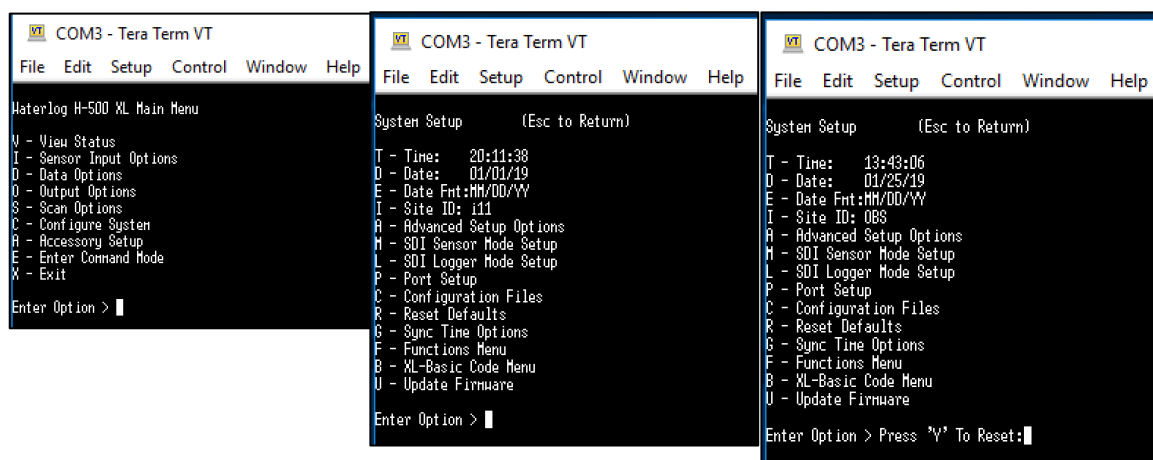 COM3 - Tera Term VT
File Edit Setup Control Window Help
Waterlog H-500 XL Main Menu
V - View Status
I - Sensor Input Options
D - Data Options
O - Output Options
S - Scan Options
C - Configure System
A - Accessory Setup
E - Enter Command Mode
X - Exit
Enter Option >
COM3 - Tera Term VT
File Edit Setup Control Window Help
System Setup (Esc to Return)
T - Time: 20:11:38
D - Date: 01/01/19
E - Date Fmt:MM/DD/YY
I - Site ID: i11
A - Advanced Setup Options
M - SDI Sensor Mode Setup
L - SDI Logger Mode Setup
P - Port Setup
C - Configuration Files
R - Reset Defaults
G - Sync Time Options
F - Functions Menu
B - XL-Basic Code Menu
U - Update Firmware
Enter Option >
COM3 - Tera Term VT
File Edit Setup Control Window Help
System Setup (Esc to Return)
T - Time: 13:43:06
D - Date: 01/25/19
E - Date Fmt:MM/DD/YY
I - Site ID: OBS
A - Advanced Setup Options
M - SDI Sensor Mode Setup
L - SDI Logger Mode Setup
P - Port Setup
C - Configuration Files
R - Reset Defaults
G - Sync Time Options
F - Functions Menu
B - XL-Basic Code Menu
U - Update Firmware
Enter Option > Press 'Y' To Reset: